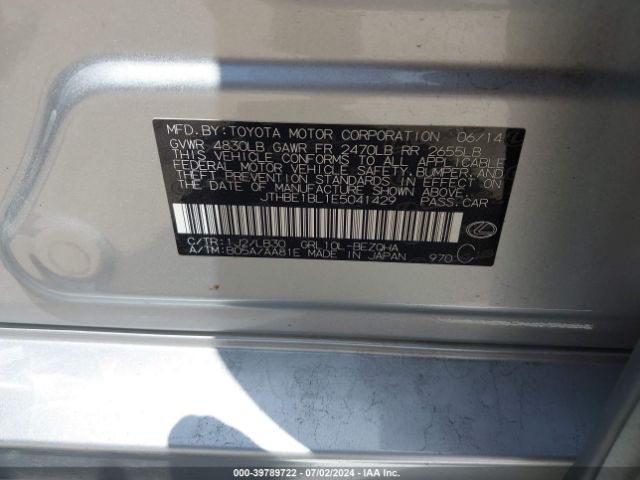 MFD. BY: TOYOTA MOTOR CORPORATION 06/14
GVWR 4830LB GAWR FR 2470LB RR 2655LB
THIS VEHICLE CONFORMS TO ALL APPLICABLE
FEDERAL MOTOR VEHICLE SAFETY, BUMPER, AND
THEFT PREVENTION STANDARDS IN EFFECT ON
THE DATE OF MANUFACTURE SHOWN ABOVE.
JTHBE1BL1E5041429 PASS.CAR
C/TR: 1J2/LB30 GRL10L-BEZQHA
A/TM: B05A/AA81E MADE IN JAPAN 970
C
000-39789722 - 07/02/2024 - IAA Inc.